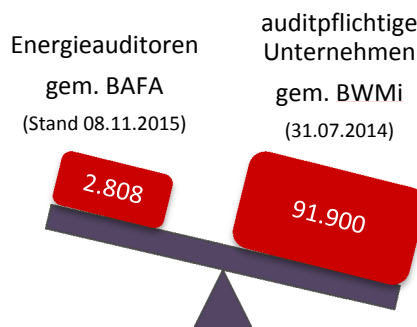 Energieauditoren
gem. BAFA
(Stand 08.11.2015)
auditpflichtige
Unternehmen
gem. BWMi
(31.07.2014)
2.808
91.900